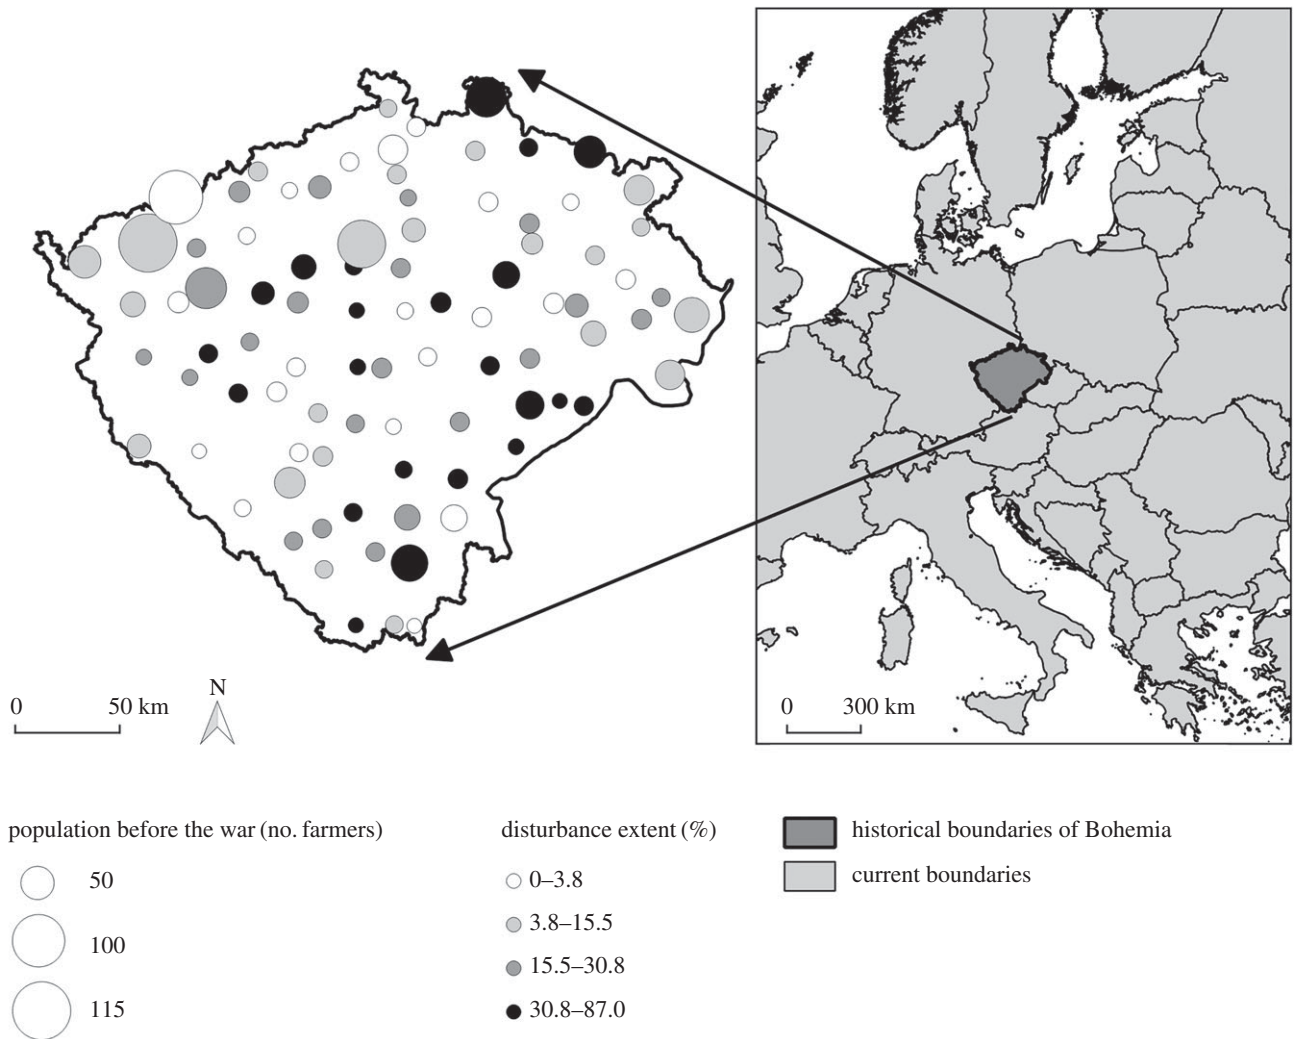 N
0 50 km
0 300 km
population before the war (no. farmers)
50
100
115
disturbance extent (%)
0–3.8
3.8–15.5
15.5–30.8
30.8–87.0
historical boundaries of Bohemia
current boundaries